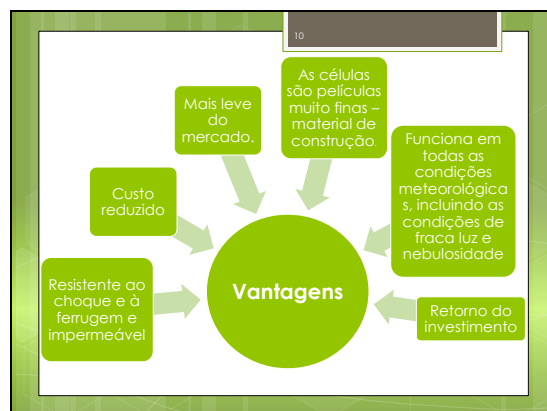 10
As células
são películas
muito finas –
material de
construção.
Mais leve
do
mercado.
Funciona em
todas as
condições
meteorológica
s, incluindo as
condições de
fraca luz e
nebulosidade
Custo
reduzido
Vantagens
Resistente ao
choque e à
ferrugem e
impermeável
Retorno do
investimento